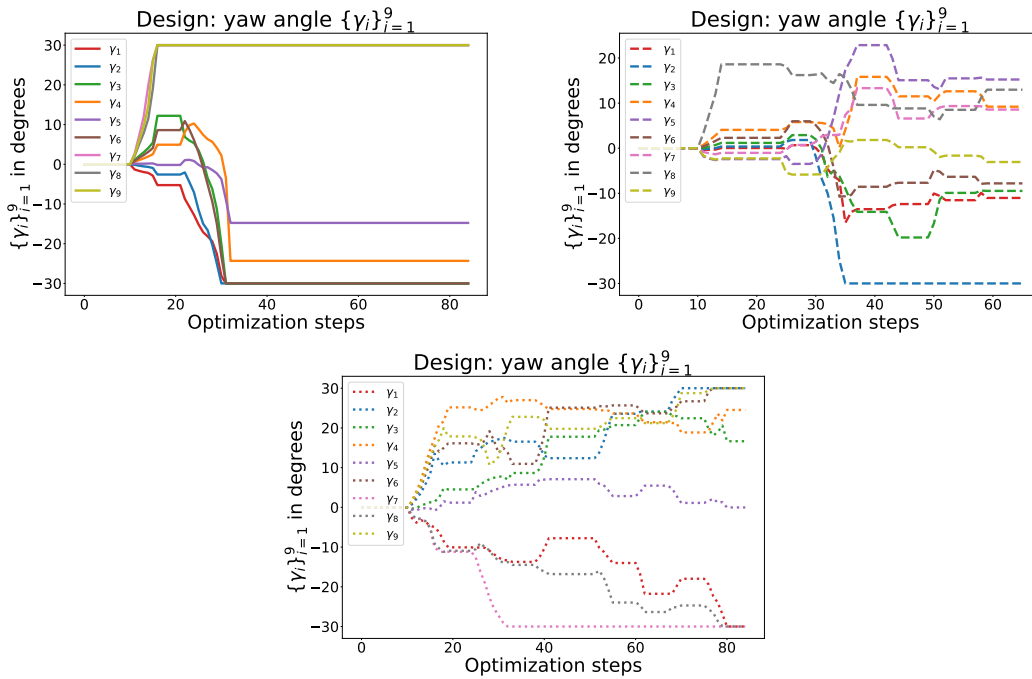 Design: yaw angle {γᵢ}⁹ᵢ₌₁
{γᵢ}⁹ᵢ₌₁ in degrees
30
20
10
0
−10
−20
−30
γ₁
γ₂
γ₃
γ₄
γ₅
γ₆
γ₇
γ₈
γ₉
0 20 40 60 80
Optimization steps
Design: yaw angle {γᵢ}⁹ᵢ₌₁
{γᵢ}⁹ᵢ₌₁ in degrees
20
10
0
−10
−20
−30
γ₁
γ₂
γ₃
γ₄
γ₅
γ₆
γ₇
γ₈
γ₉
0 10 20 30 40 50 60
Optimization steps
Design: yaw angle {γᵢ}⁹ᵢ₌₁
{γᵢ}⁹ᵢ₌₁ in degrees
30
20
10
0
−10
−20
−30
γ₁
γ₂
γ₃
γ₄
γ₅
γ₆
γ₇
γ₈
γ₉
0 20 40 60 80
Optimization steps